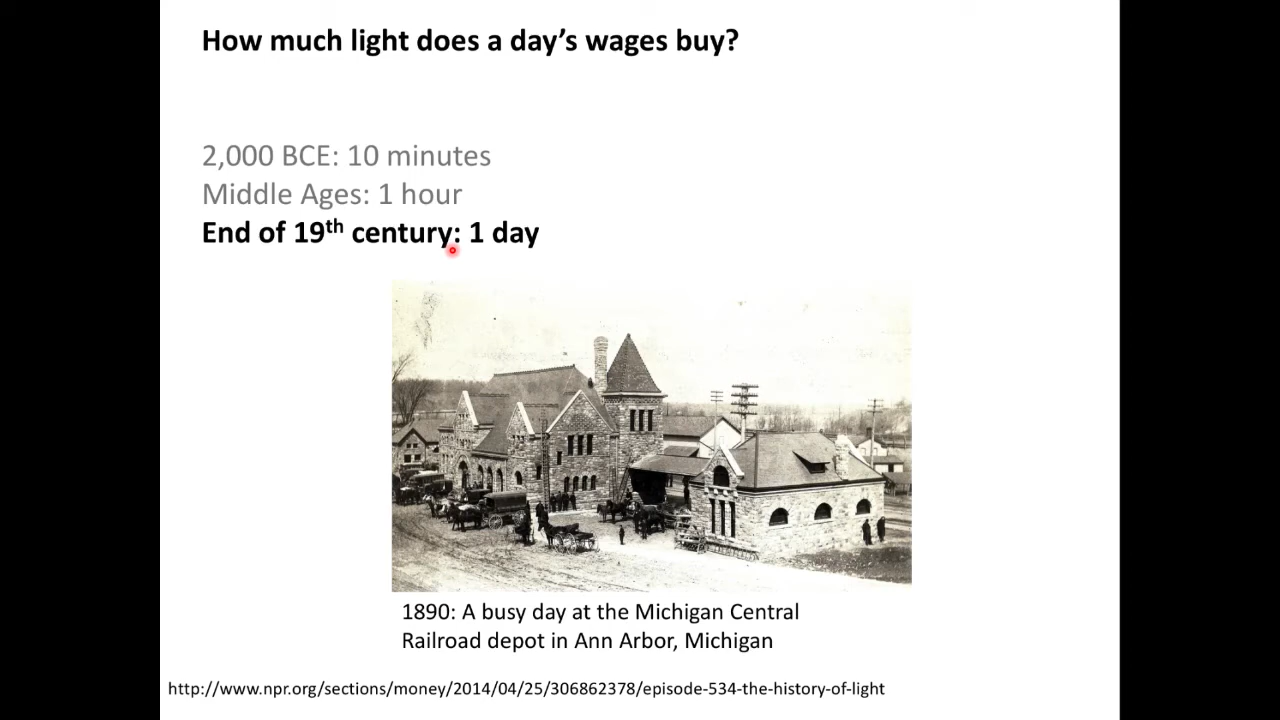 How much light does a day’s wages buy?
2,000 BCE: 10 minutes
Middle Ages: 1 hour
End of 19th century: 1 day
1890: A busy day at the Michigan Central
Railroad depot in Ann Arbor, Michigan
http://www.npr.org/sections/money/2014/04/25/306862378/episode-534-the-history-of-light